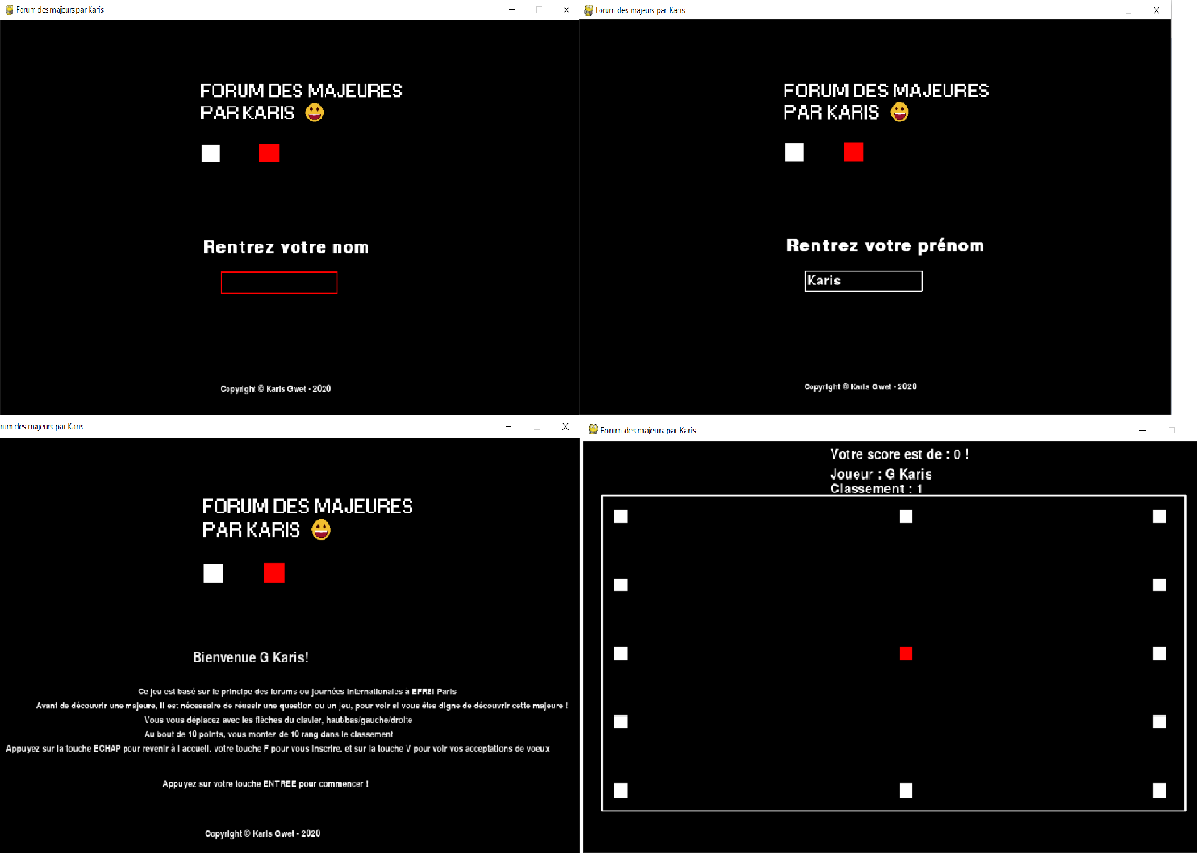 Forum des majeurs par Karis
FORUM DES MAJEURES
PAR KARIS
Rentrez votre nom
Copyright © Karis Gwet - 2020
Forum des majeurs par Karis
FORUM DES MAJEURES
PAR KARIS
Rentrez votre prénom
Karis
Copyright © Karis Gwet - 2020
rum des majeurs par Karis
FORUM DES MAJEURES
PAR KARIS
Bienvenue G Karis!
Ce jeu est basé sur le principe des forums ou journées internationales a EFREI Paris
Avant de découvrir une majeure, il est nécessaire de réussir une question ou un jeu, pour voir si vous êtes digne de découvrir cette majeure !
Vous vous déplacez avec les flèches du clavier, haut/bas/gauche/droite
Au bout de 10 points, vous monter de 10 rang dans le classement
Appuyez sur la touche ECHAP pour revenir à l accueil, votre touche F pour vous inscrire, et sur la touche V pour voir vos acceptations de voeux
Appuyez sur votre touche ENTREE pour commencer !
Copyright © Karis Gwet - 2020
Forum des majeurs par Karis
Votre score est de : 0 !
Joueur : G Karis
Classement : 1